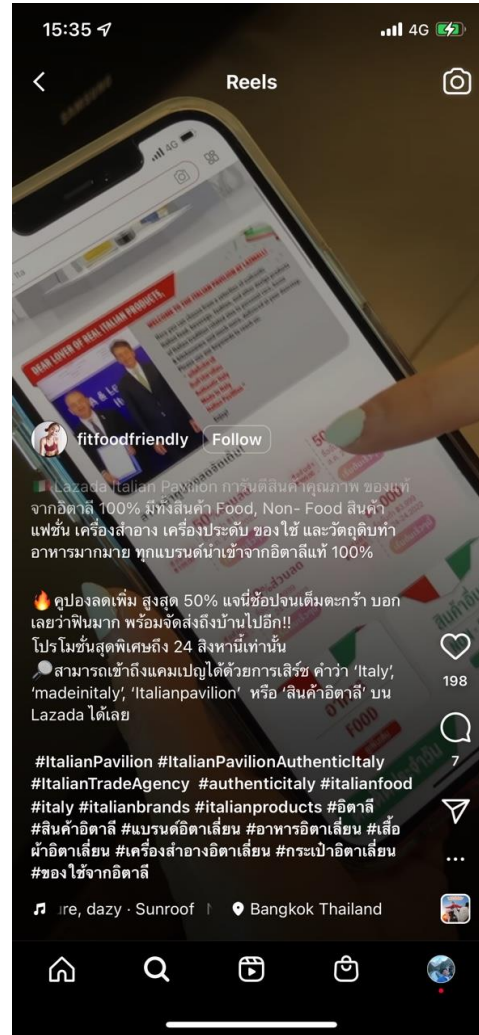 15:35
4G
Reels
SAMSUNG
4G
Ita
DEAR LOVER OF REAL ITALIAN PRODUCTS,
WELCOME TO THE ITALIAN PAVILION OF LAZMALL!
fitfoodfriendly
Follow
🇮🇹Lazada Italian Pavilion การันตีสินค้าคุณภาพ ของแท้
จากอิตาลี 100% มีทั้งสินค้า Food, Non- Food สินค้า
แฟชั่น เครื่องสำอาง เครื่องประดับ ของใช้ และวัตถุดิบทำ
อาหารมากมาย ทุกแบรนด์นำเข้าจากอิตาลีแท้ 100%
🔥คูปองลดเพิ่ม สูงสุด 50% แจนี่ช้อปจนเต็มตะกร้า บอก
เลยว่าฟินมาก พร้อมจัดส่งถึงบ้านไปอีก!!
โปรโมชั่นสุดพิเศษถึง 24 สิงหานี้เท่านั้น
🔎สามารถเข้าถึงแคมเปญได้ด้วยการเสิร์ช คำว่า ‘Italy’,
‘madeinitaly’, ‘Italianpavilion’ หรือ ‘สินค้าอิตาลี’ บน
Lazada ได้เลย
#ItalianPavilion #ItalianPavilionAuthenticItaly
#ItalianTradeAgency #authenticitaly #italianfood
#italy #italianbrands #italianproducts #อิตาลี
#สินค้าอิตาลี #แบรนด์อิตาเลี่ยน #อาหารอิตาเลี่ยน #เสื้อ
ผ้าอิตาเลี่ยน #เครื่องสำอางอิตาเลี่ยน #กระเป๋าอิตาเลี่ยน
#ของใช้จากอิตาลี
อาหาร
FOOD
198
7
ure, dazy · Sunroof
Bangkok Thailand